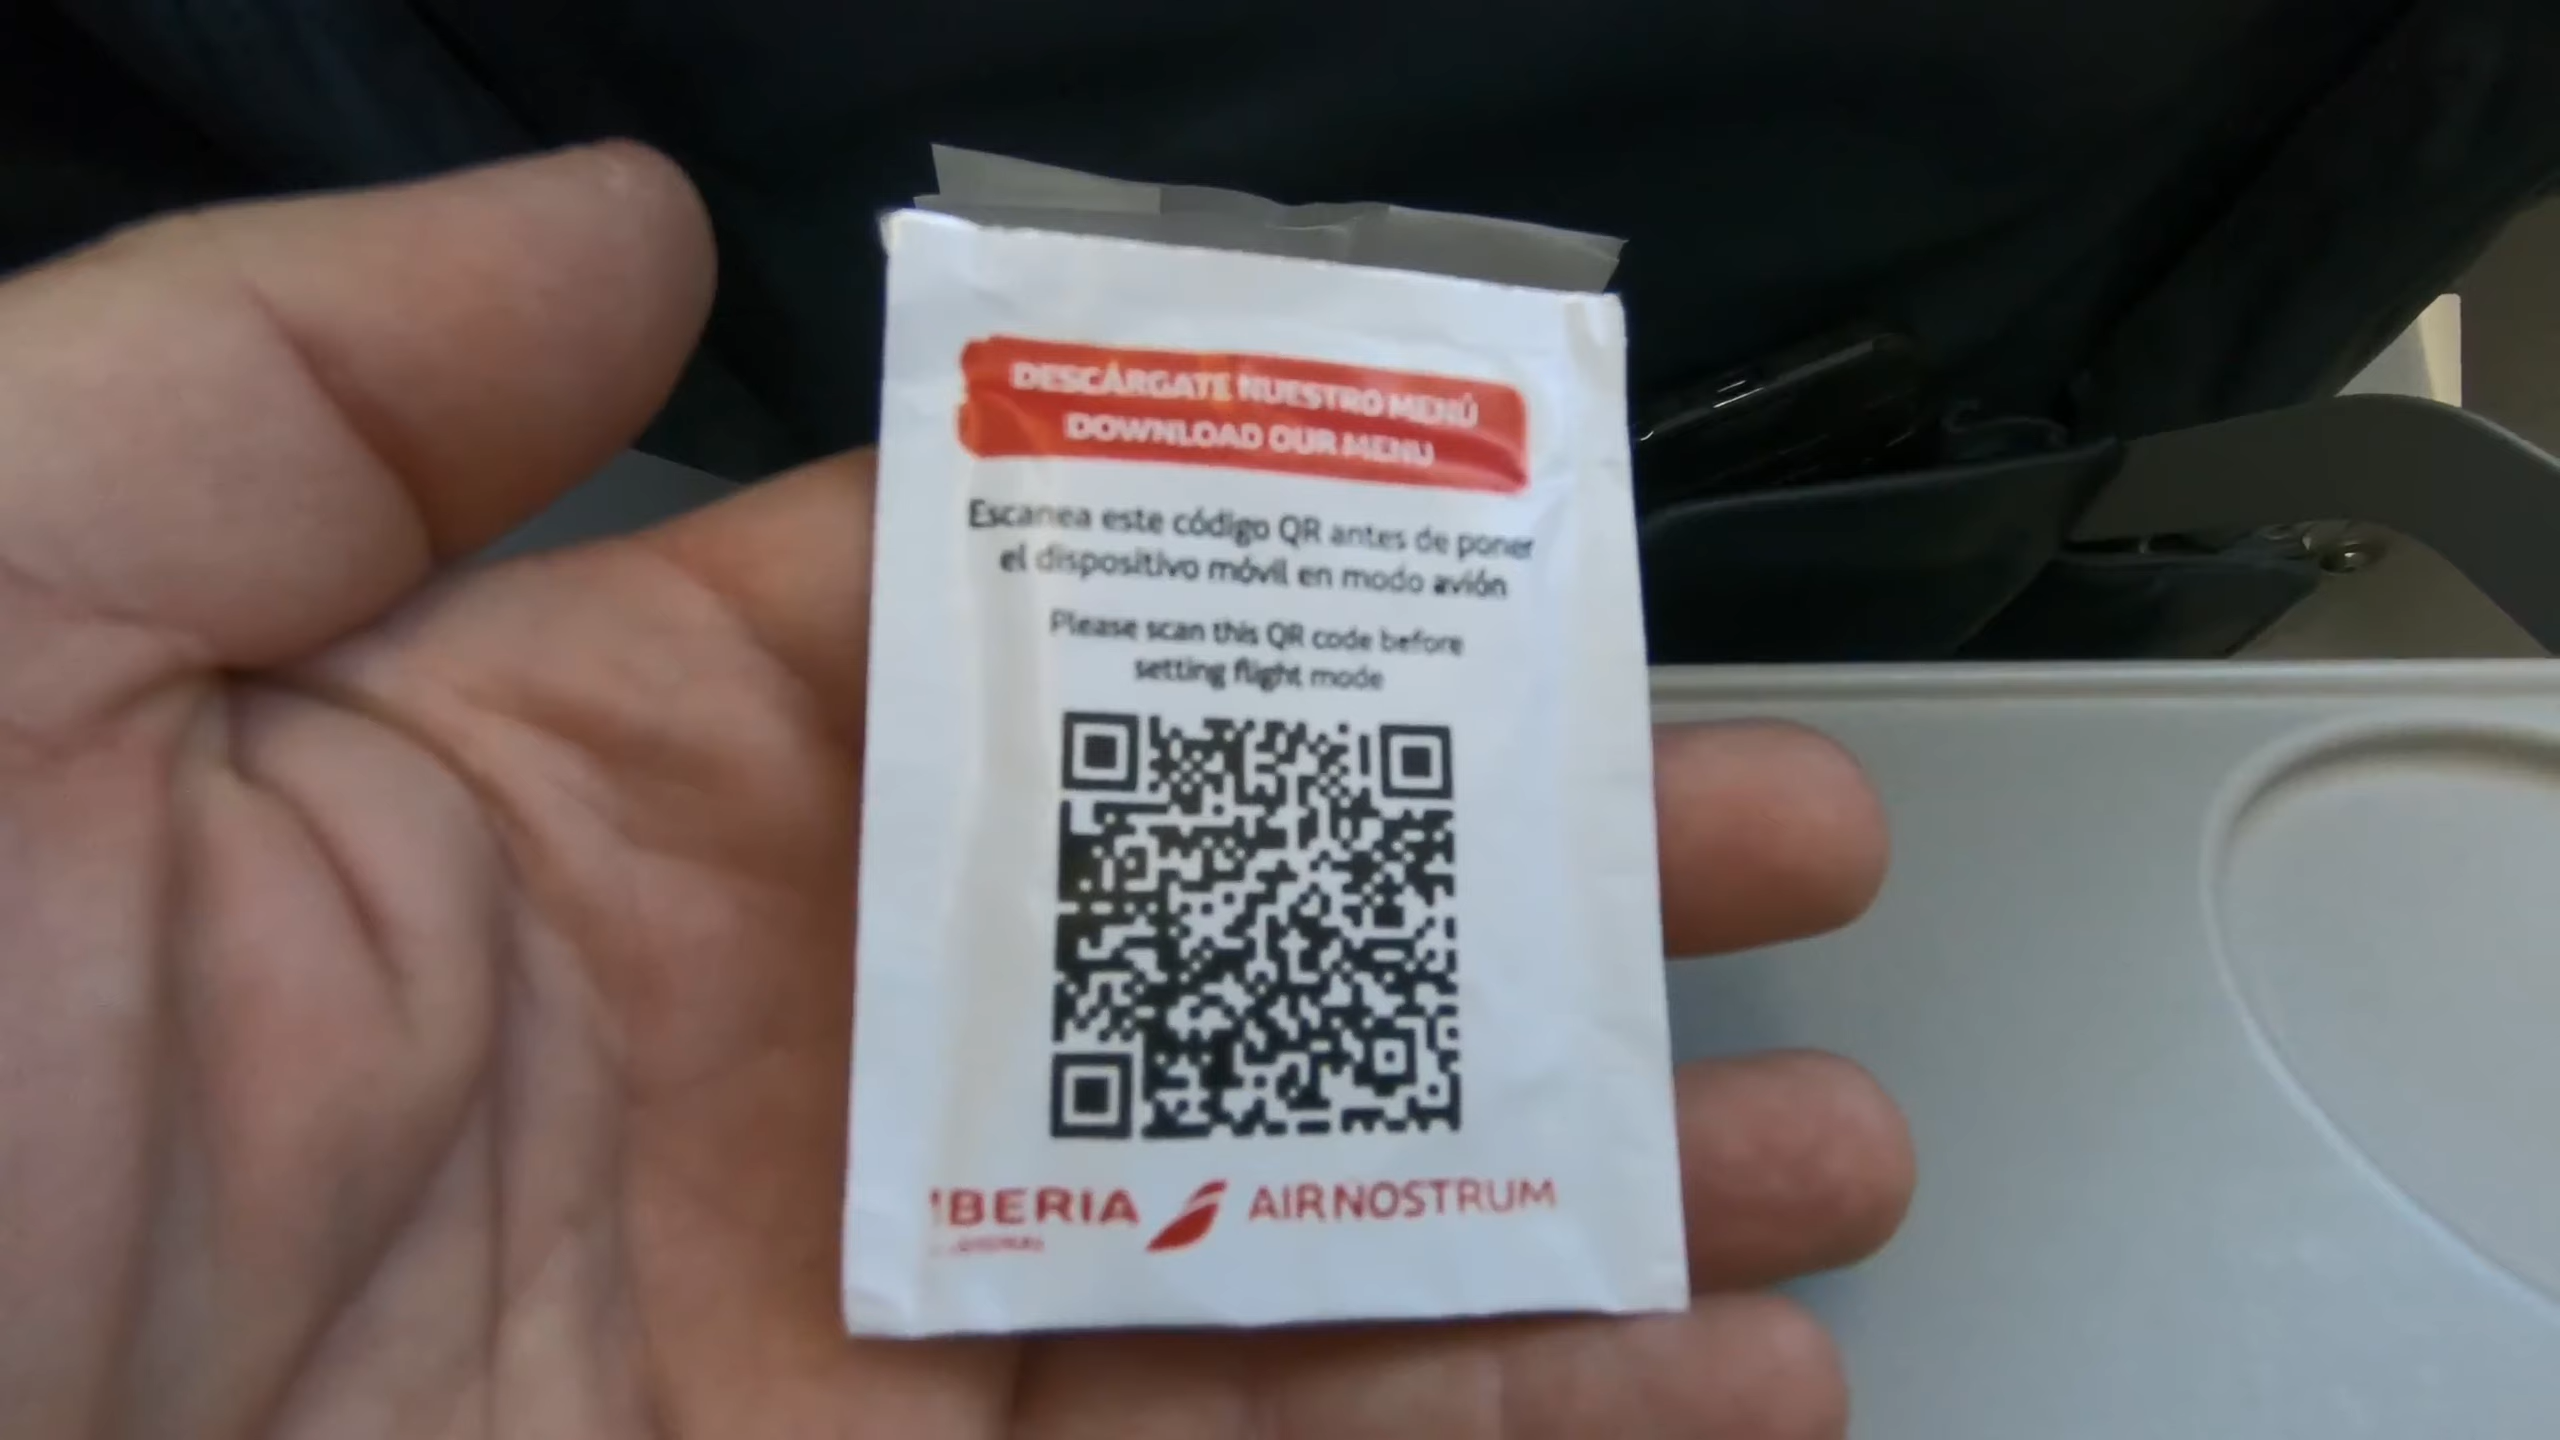 DESCÁRGATE NUESTRO MENÚ
DOWNLOAD OUR MENU
Escanea este código QR antes de poner
el dispositivo móvil en modo avión
Please scan this QR code before
setting flight mode
IBERIA AIRNOSTRUM